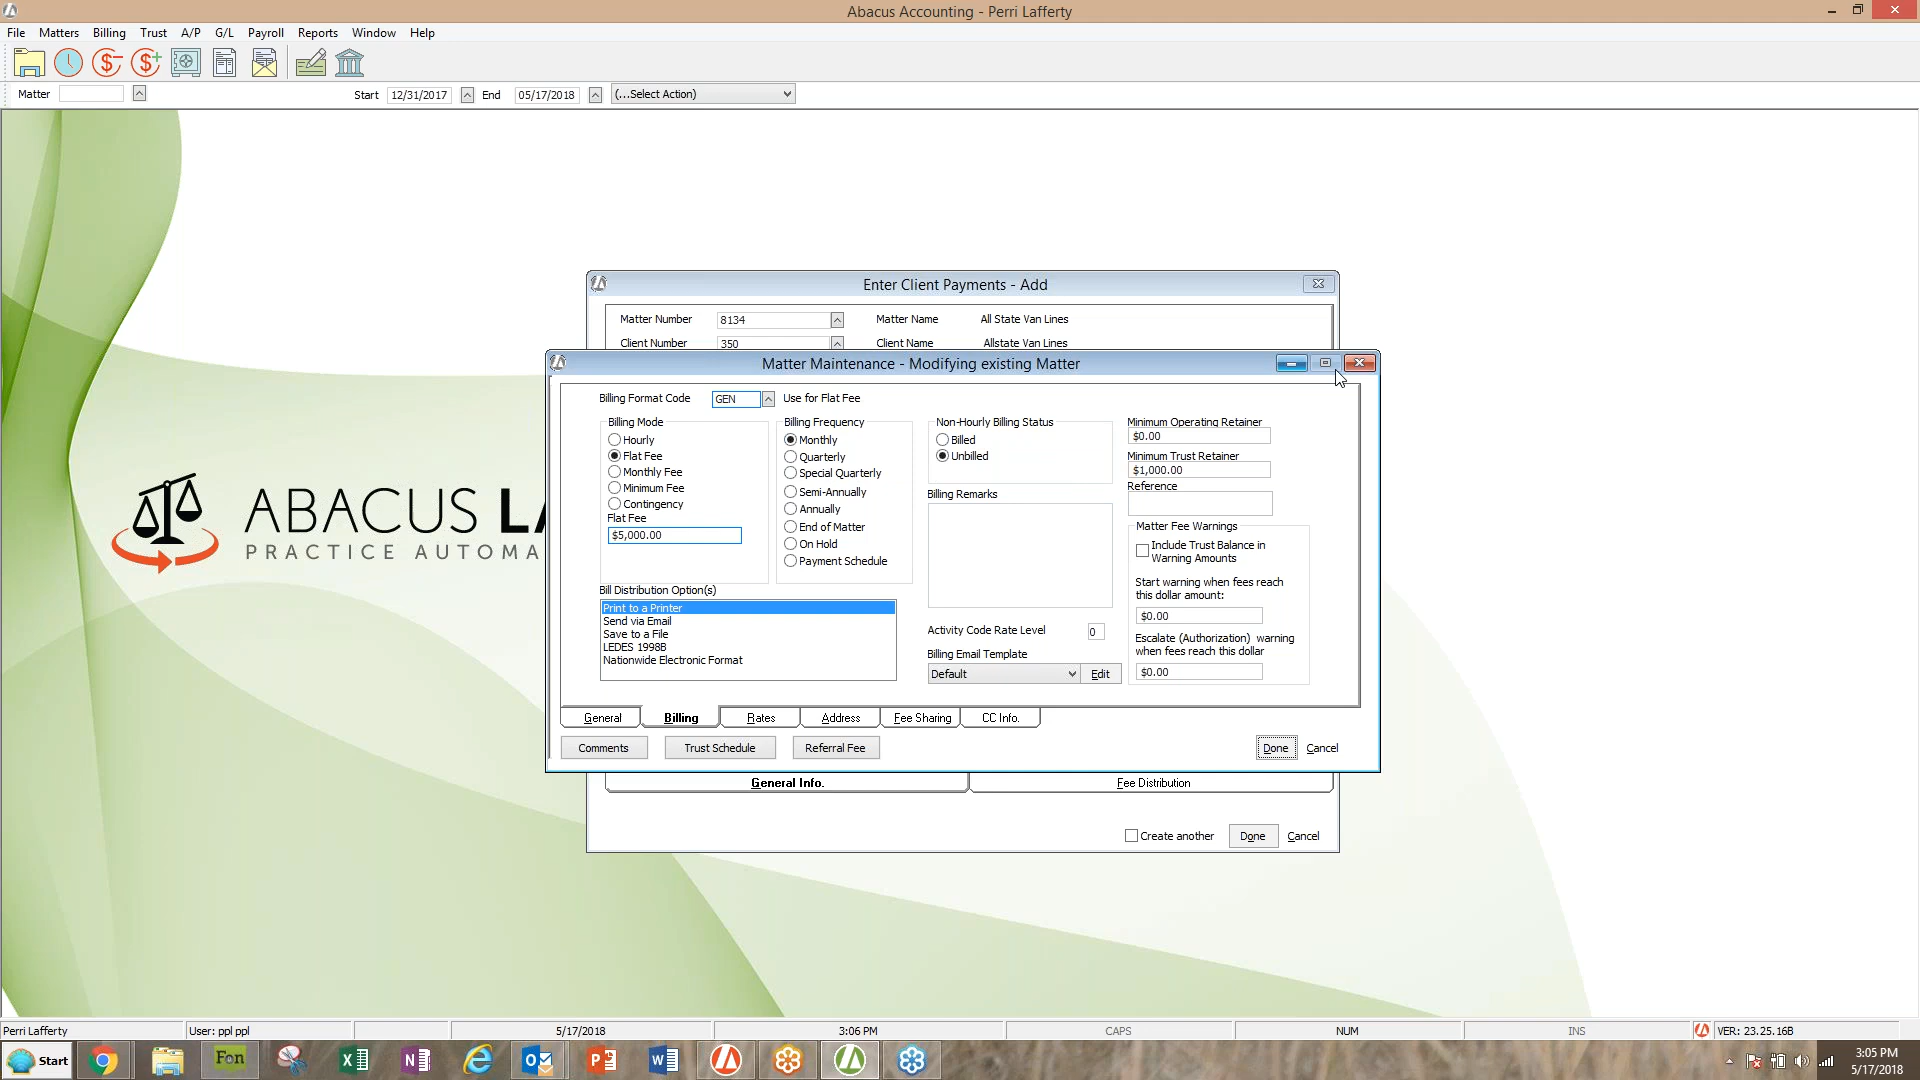 Abacus Accounting - Perri Lafferty
File Matters Billing Trust A/P G/L Payroll Reports Window Help
Matter Start 12/31/2017 End 05/17/2018 (...Select Action)
Enter Client Payments - Add
Matter Number 8134 Matter Name All State Van Lines
Client Number 350 Client Name Allstate Van Lines
Matter Maintenance - Modifying existing Matter
Billing Format Code GEN Use for Flat Fee
Billing Mode
Hourly
Flat Fee
Monthly Fee
Minimum Fee
Contingency
Flat Fee
$5,000.00
Billing Frequency
Monthly
Quarterly
Special Quarterly
Semi-Annually
Annually
End of Matter
On Hold
Payment Schedule
Non-Hourly Billing Status
Billed
Unbilled
Billing Remarks
Minimum Operating Retainer
$0.00
Minimum Trust Retainer
$1,000.00
Reference
Matter Fee Warnings
Include Trust Balance in
Warning Amounts
Start warning when fees reach
this dollar amount:
$0.00
Escalate (Authorization) warning
when fees reach this dollar
$0.00
Bill Distribution Option(s)
Print to a Printer
Send via Email
Save to a File
LEDES 1998B
Nationwide Electronic Format
Activity Code Rate Level 0
Billing Email Template
Default Edit
General Billing Rates Address Fee Sharing CC Info.
Comments Trust Schedule Referral Fee Done Cancel
General Info. Fee Distribution
Create another Done Cancel
ABACUS LA
PRACTICE AUTOMA
Perri Lafferty User: ppl ppl 5/17/2018 3:06 PM CAPS NUM INS VER: 23.25.16B
Start Fon 3:05 PM
5/17/2018